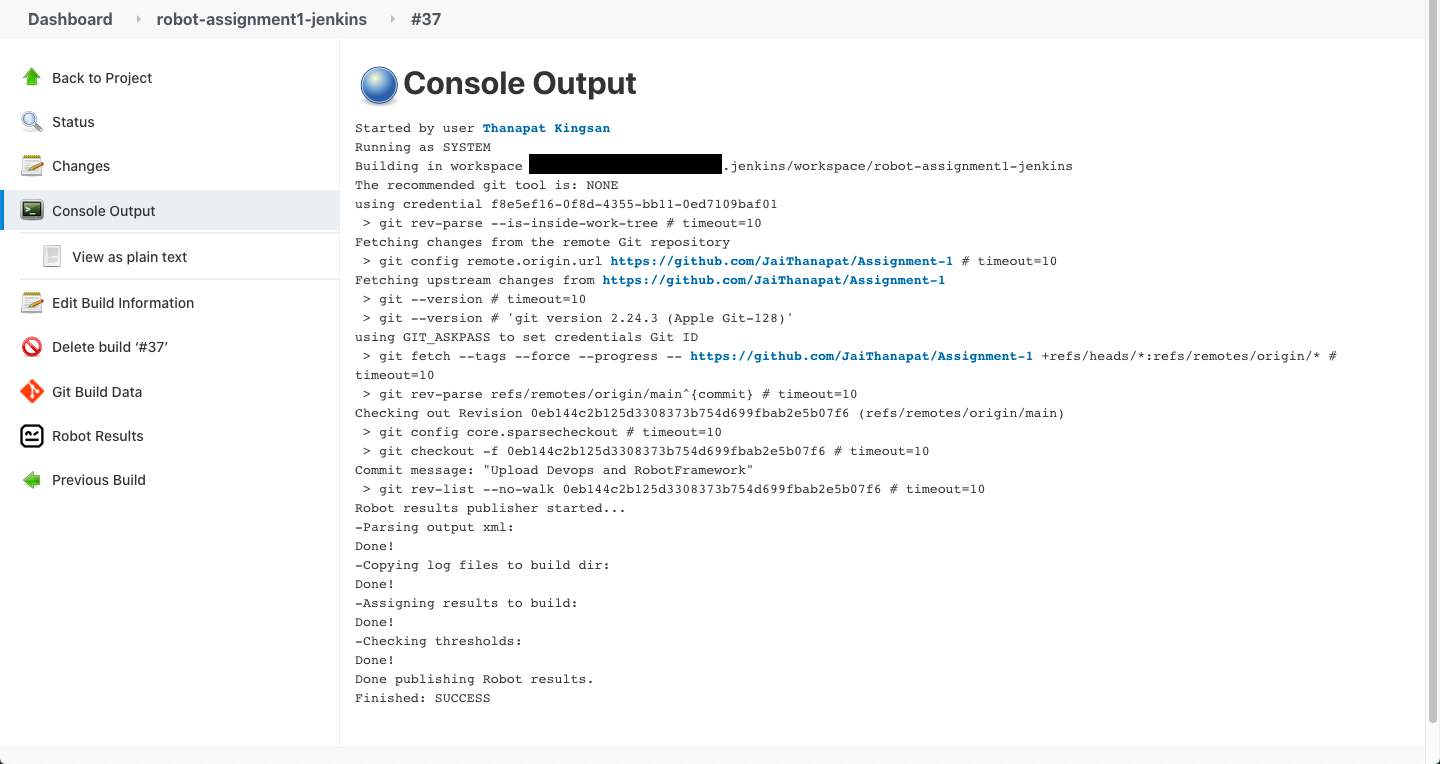 Dashboard robot-assignment1-jenkins #37
Back to Project
Status
Changes
Console Output
View as plain text
Edit Build Information
Delete build ‘#37’
Git Build Data
Robot Results
Previous Build
Console Output
Started by user Thanapat Kingsan
Running as SYSTEM
Building in workspace .jenkins/workspace/robot-assignment1-jenkins
The recommended git tool is: NONE
using credential f8e5ef16-0f8d-4355-bb11-0ed7109baf01
> git rev-parse --is-inside-work-tree # timeout=10
Fetching changes from the remote Git repository
> git config remote.origin.url https://github.com/JaiThanapat/Assignment-1 # timeout=10
Fetching upstream changes from https://github.com/JaiThanapat/Assignment-1
> git --version # timeout=10
> git --version # 'git version 2.24.3 (Apple Git-128)'
using GIT_ASKPASS to set credentials Git ID
> git fetch --tags --force --progress -- https://github.com/JaiThanapat/Assignment-1 +refs/heads/*:refs/remotes/origin/* #
timeout=10
> git rev-parse refs/remotes/origin/main^{commit} # timeout=10
Checking out Revision 0eb144c2b125d3308373b754d699fbab2e5b07f6 (refs/remotes/origin/main)
> git config core.sparsecheckout # timeout=10
> git checkout -f 0eb144c2b125d3308373b754d699fbab2e5b07f6 # timeout=10
Commit message: "Upload Devops and RobotFramework"
> git rev-list --no-walk 0eb144c2b125d3308373b754d699fbab2e5b07f6 # timeout=10
Robot results publisher started...
-Parsing output xml:
Done!
-Copying log files to build dir:
Done!
-Assigning results to build:
Done!
-Checking thresholds:
Done!
Done publishing Robot results.
Finished: SUCCESS